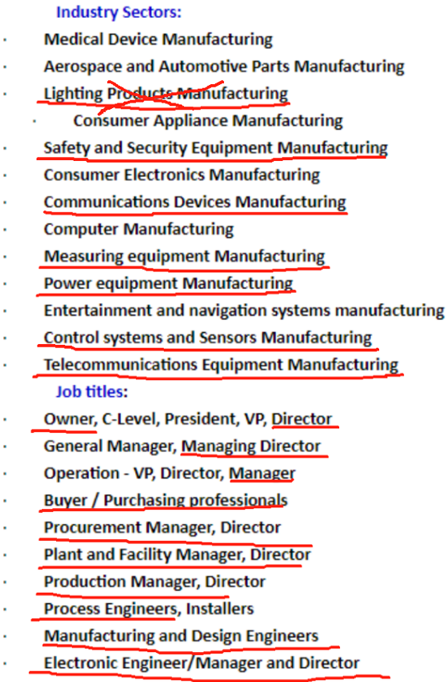 Industry Sectors:
· Medical Device Manufacturing
· Aerospace and Automotive Parts Manufacturing
· Lighting Products Manufacturing
· Consumer Appliance Manufacturing
· Safety and Security Equipment Manufacturing
· Consumer Electronics Manufacturing
· Communications Devices Manufacturing
· Computer Manufacturing
· Measuring equipment Manufacturing
· Power equipment Manufacturing
· Entertainment and navigation systems manufacturing
· Control systems and Sensors Manufacturing
· Telecommunications Equipment Manufacturing
Job titles:
· Owner, C-Level, President, VP, Director
· General Manager, Managing Director
· Operation - VP, Director, Manager
· Buyer / Purchasing professionals
· Procurement Manager, Director
· Plant and Facility Manager, Director
· Production Manager, Director
· Process Engineers, Installers
· Manufacturing and Design Engineers
· Electronic Engineer/Manager and Director